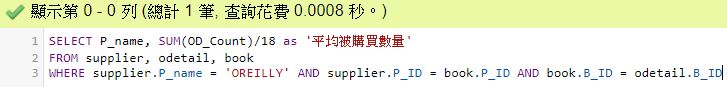 顯示第 0 - 0 列 (總計 1 筆, 查詢花費 0.0008 秒。)
1 SELECT P_name, SUM(OD_Count)/18 as '平均被購買數量'
2 FROM supplier, odetail, book
3 WHERE supplier.P_name = 'OREILLY' AND supplier.P_ID = book.P_ID AND book.B_ID = odetail.B_ID